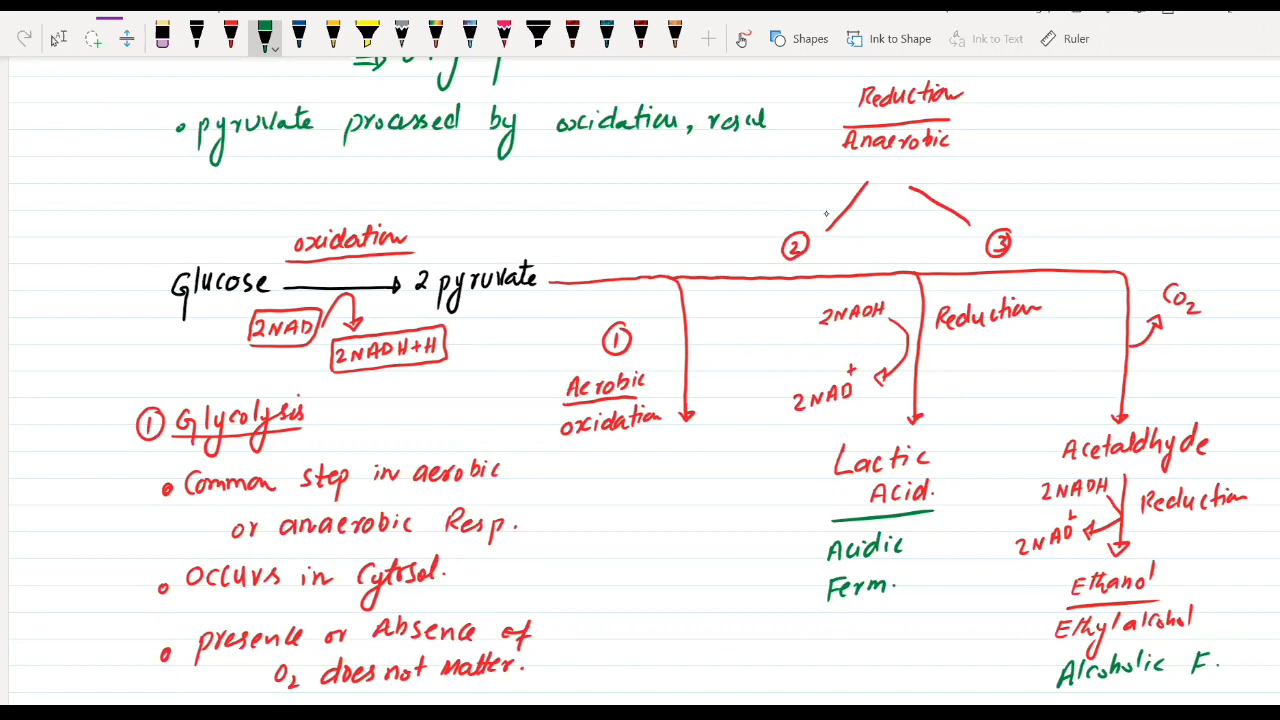 Shapes
Ink to Shape
Ink to Text
Ruler
• pyruvate processed by oxidation, resul
Reduction
Anaerobic
oxidation
Glucose → 2 pyruvate
2NAD
2NADH+H
① Glycolysis
• Common step in aerobic
or anaerobic Resp.
• Occurs in Cytosol.
• presence or Absence of
O₂ does not matter.
①
Aerobic
oxidation
②
2NADH
2NAD⁺
Reduction
Lactic
Acid.
Acidic
Ferm.
③
CO₂
Acetaldhyde
2NADH
2NAD⁺
Reduction
Ethanol
Ethylalcohol
Alcoholic F.